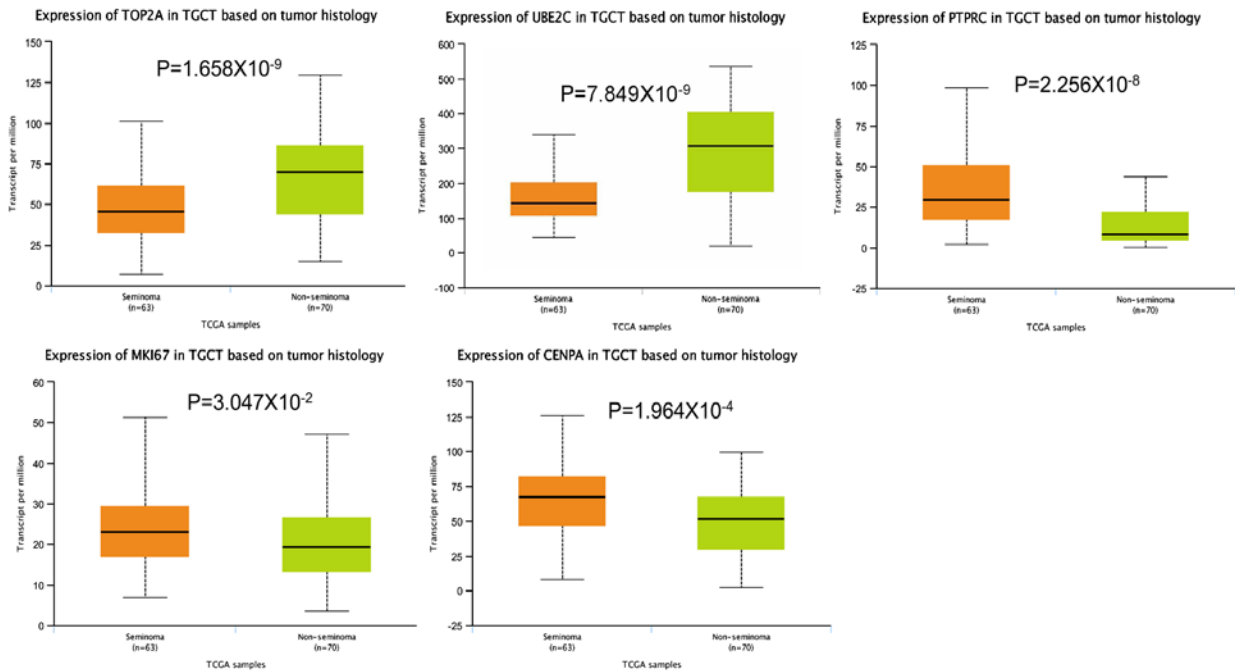 Expression of TOP2A in TGCT based on tumor histology
P=1.658X10-9
150
125
100
75
50
25
0
Transcript per million
Seminoma
(n=63)
Non-seminoma
(n=70)
TCGA samples
Expression of UBE2C in TGCT based on tumor histology
P=7.849X10-9
600
500
400
300
200
100
0
-100
Transcript per million
Seminoma
(n=63)
Non-seminoma
(n=70)
TCGA samples
Expression of PTPRC in TGCT based on tumor histology
P=2.256X10-8
125
100
75
50
25
0
-25
Transcript per million
Seminoma
(n=63)
Non-seminoma
(n=70)
TCGA samples
Expression of MKI67 in TGCT based on tumor histology
P=3.047X10-2
60
50
40
30
20
10
0
Transcript per million
Seminoma
(n=63)
Non-seminoma
(n=70)
TCGA samples
Expression of CENPA in TGCT based on tumor histology
P=1.964X10-4
150
125
100
75
50
25
0
-25
Transcript per million
Seminoma
(n=63)
Non-seminoma
(n=70)
TCGA samples